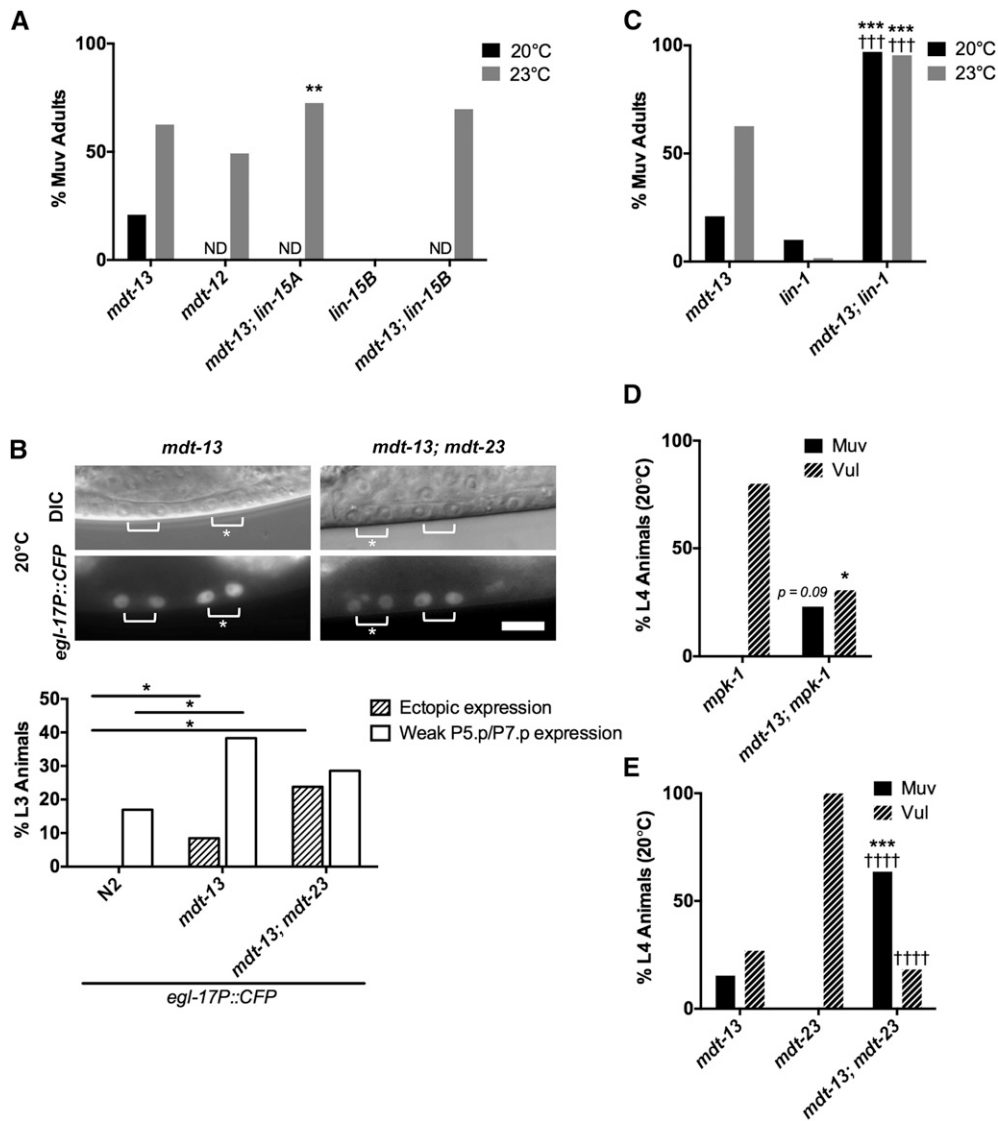 A
100
50
0
% Muv Adults
20°C
23°C
**
ND
ND
ND
mdt-13
mdt-12
mdt-13; lin-15A
lin-15B
mdt-13; lin-15B
C
100
50
0
% Muv Adults
20°C
23°C
*** ***
††† †††
mdt-13
lin-1
mdt-13; lin-1
B
mdt-13
mdt-13; mdt-23
20°C
DIC
egl-17P::CFP
*
*
*
*
50
40
30
20
10
0
% L3 Animals
*
*
*
Ectopic expression
Weak P5.p/P7.p expression
N2
mdt-13
mdt-13; mdt-23
egl-17P::CFP
D
100
50
0
% L4 Animals (20°C)
Muv
Vul
p = 0.09
*
mpk-1
mdt-13; mpk-1
E
100
50
0
% L4 Animals (20°C)
Muv
Vul
***
††††
††††
mdt-13
mdt-23
mdt-13; mdt-23